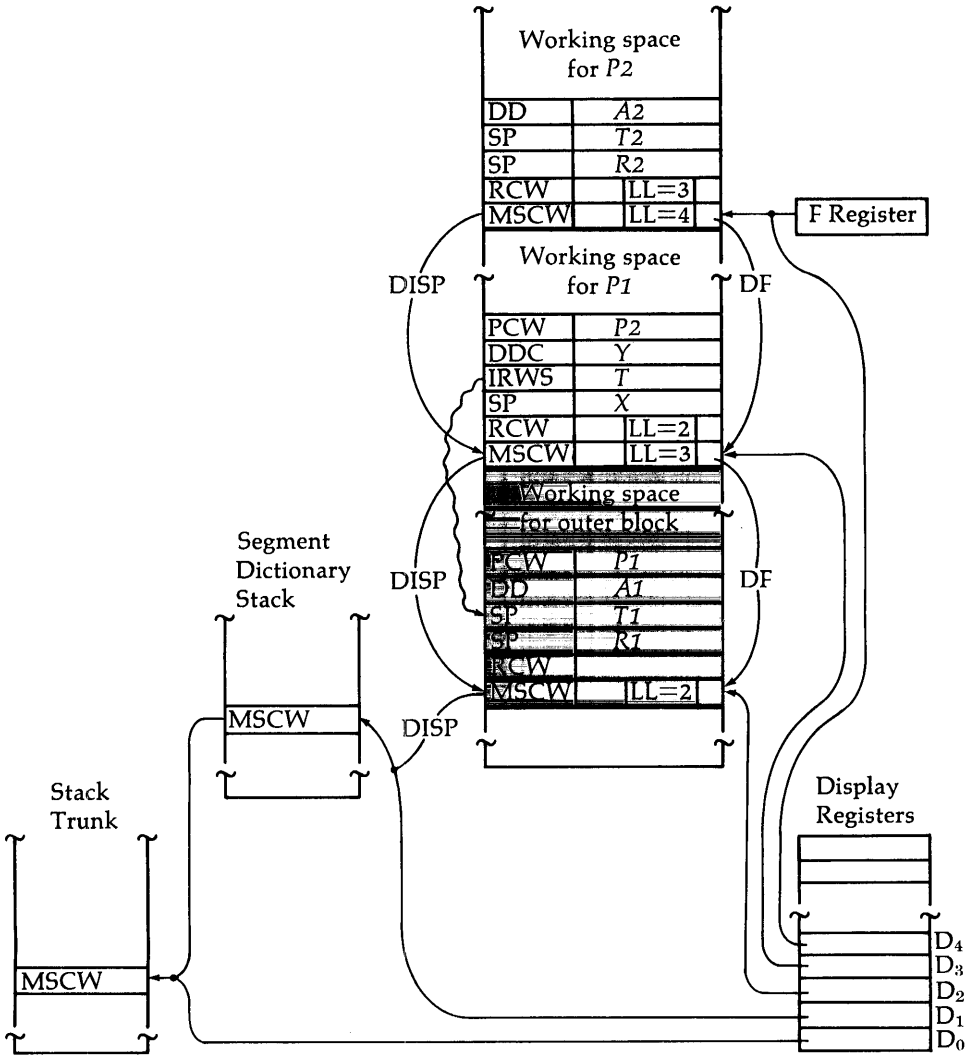 Working space
for P2
DD A2
SP T2
SP R2
RCW LL=3
MSCW LL=4
F Register
Working space
for P1
DISP
DF
PCW P2
DDC Y
IRWS T
SP X
RCW LL=2
MSCW LL=3
Working space
for outer block
Segment
Dictionary
Stack
DISP
DF
PCW P1
DD A1
SP T1
SP R1
RCW
MSCW LL=2
MSCW
DISP
Stack
Trunk
Display
Registers
MSCW
D4
D3
D2
D1
D0